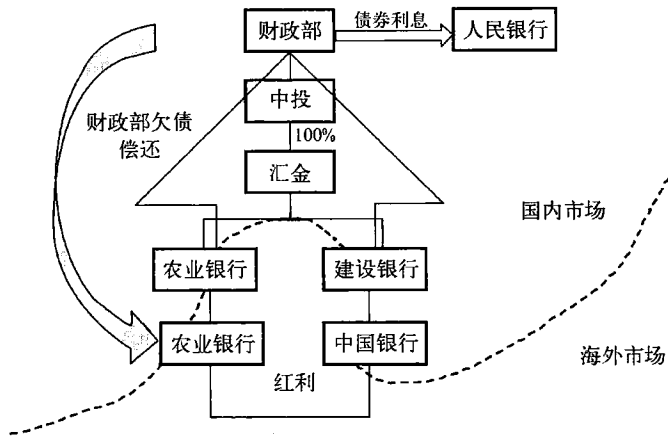 财政部
债券利息
人民银行
中投
财政部欠债
偿还
100%
汇金
国内市场
农业银行
建设银行
农业银行
中国银行
海外市场
红利